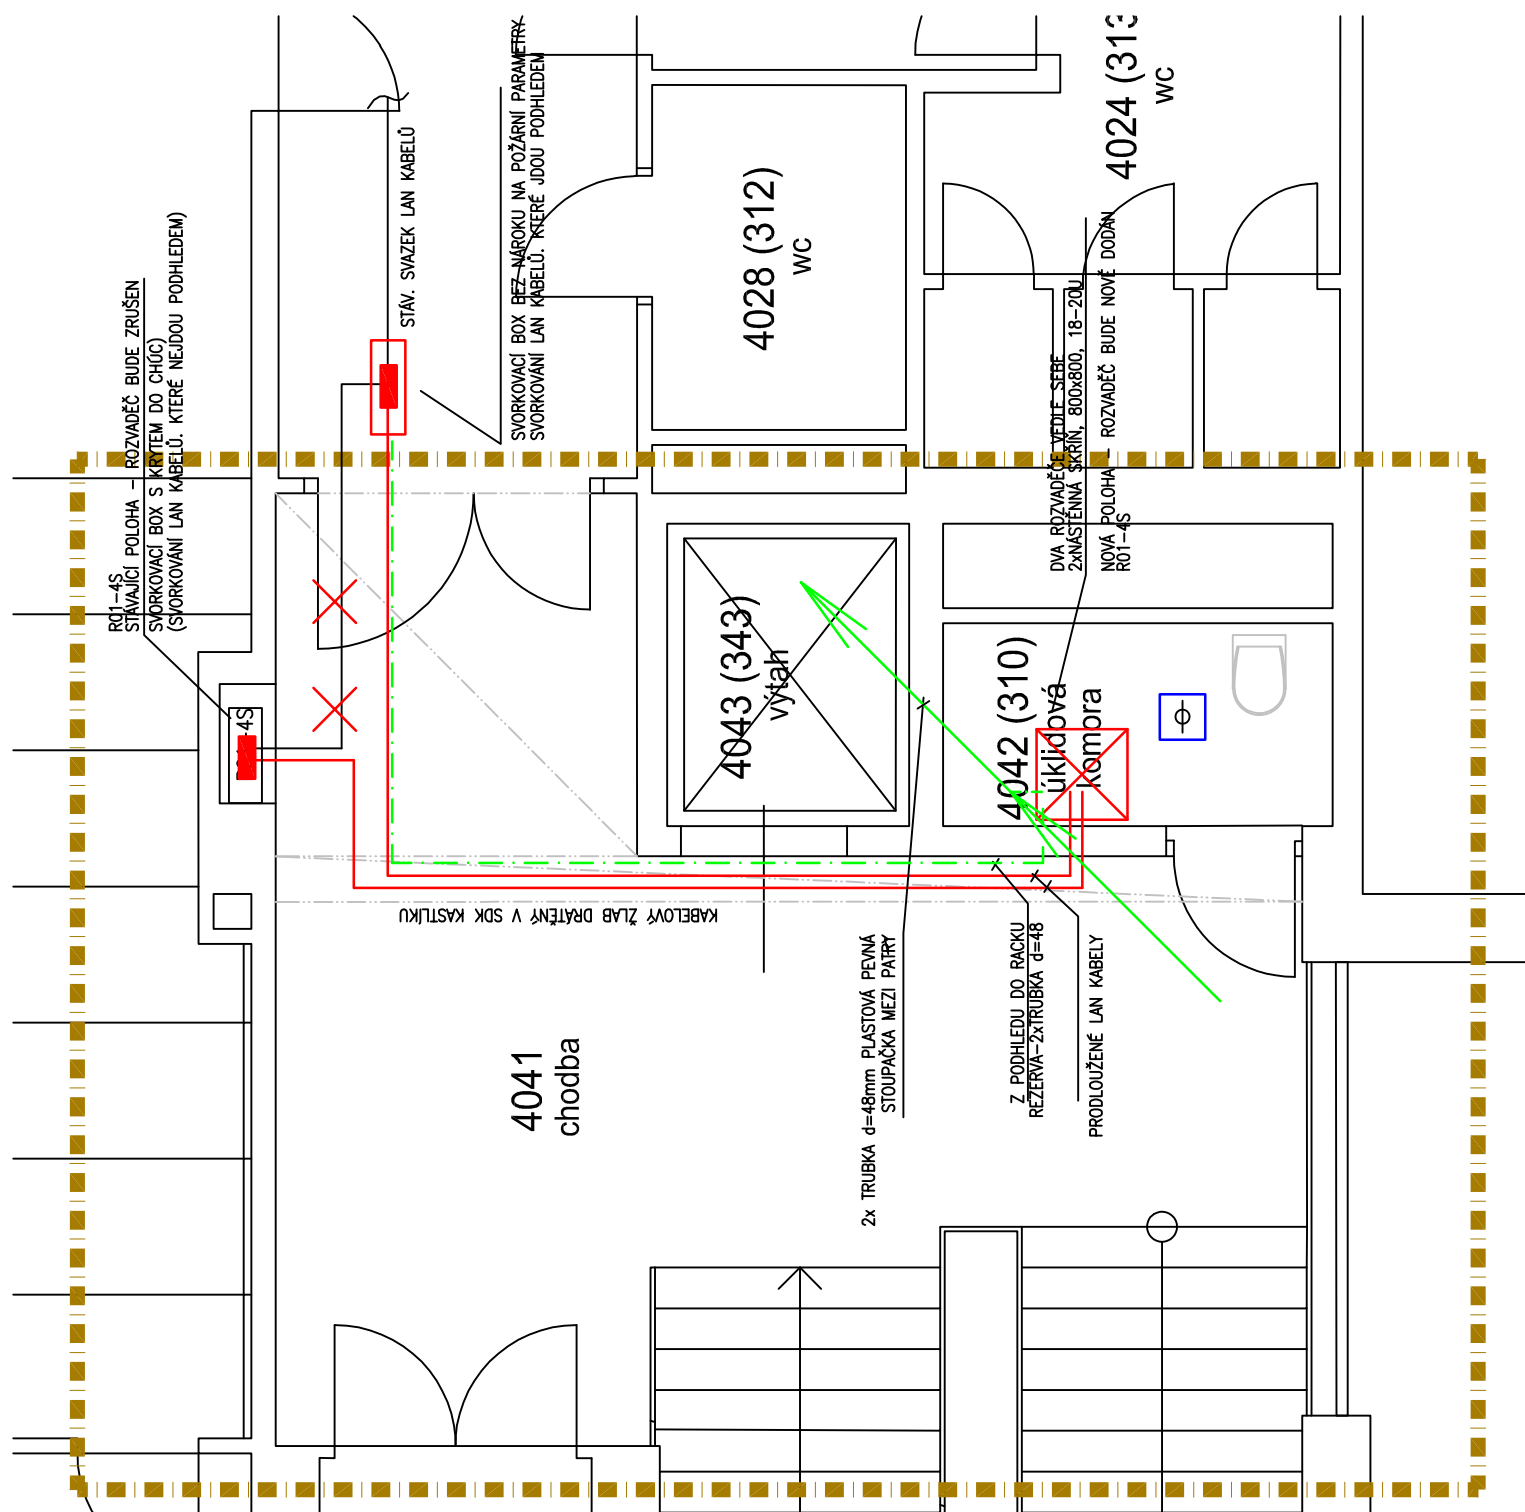 R01-4S
STÁVAJÍCÍ POLOHA - ROZVADĚČ BUDE ZRUŠEN
SVORKOVACÍ BOX S KRYTEM DO CHÚC)
(SVORKOVÁNÍ LAN KABELŮ. KTERÉ NEJDOU PODHLEDEM)
STÁV. SVAZEK LAN KABELŮ
SVORKOVACÍ BOX BEZ NÁROKU NA POŽÁRNÍ PARAMETRY
SVORKOVÁNÍ LAN KABELŮ. KTERÉ JDOU PODHLEDEM
4028 (312)
WC
4024 (313
WC
DVA ROZVADĚČE VEDLE SEBE
2xNÁSTĚNNÁ SKŘÍN, 800x800, 18-20U
NOVÁ POLOHA - ROZVADĚČ BUDE NOVĚ DODÁN
R01-4S
4043 (343)
výtah
4042 (310)
úklidová
komora
KABELOVÝ ŽLAB DRÁTĚNÝ V SDK KASTLÍKU
4041
chodba
2x TRUBKA d=48mm PLASTOVÁ PEVNÁ
STOUPAČKA MEZI PATRY
Z PODHLEDU DO RACKU
REZERVA-2xTRUBKA d=48
PRODLOUŽENÉ LAN KABELY